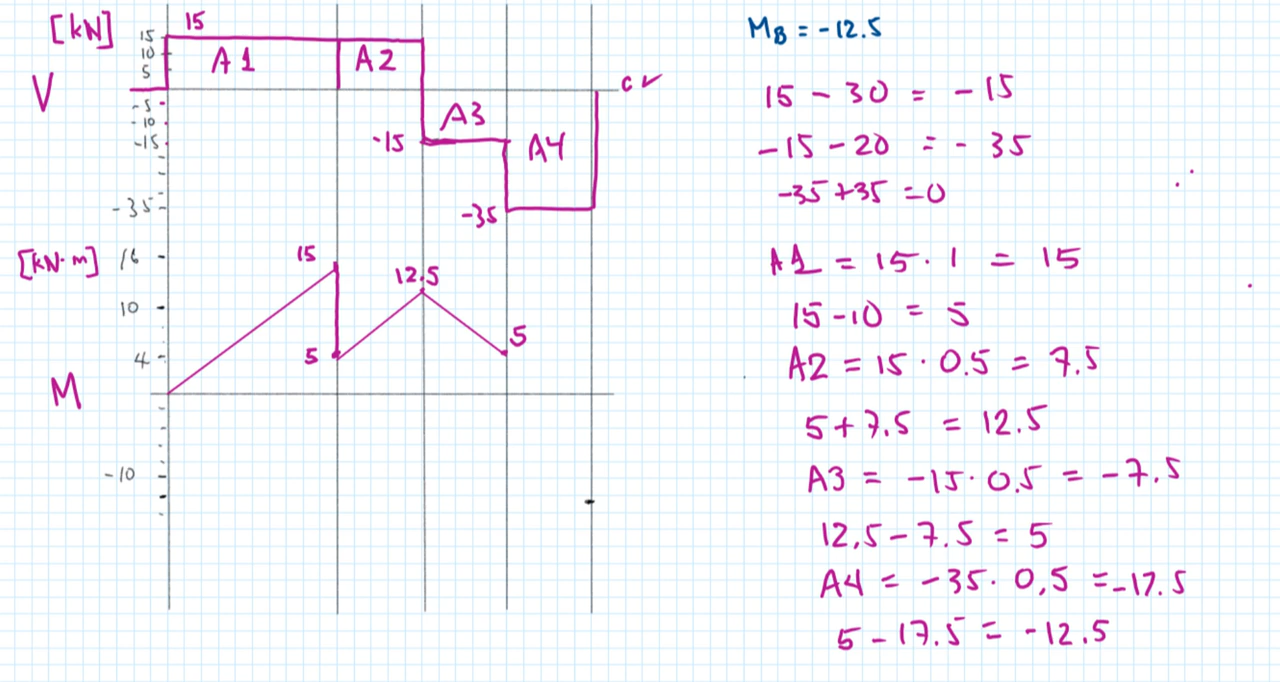 [kN]
15
15
10
5
A1
A2
V
C ✓
-5
-10
-15
A3
-15
A4
-35
-35
[kN·m]
16
15
12.5
10
5
5
4
M
-10
MB = -12.5
15 - 30 = -15
-15 - 20 = - 35
-35 + 35 = 0
A1 = 15 · 1 = 15
15 - 10 = 5
A2 = 15 · 0.5 = 7.5
5 + 7.5 = 12.5
A3 = -15 · 0.5 = -7.5
12,5 - 7.5 = 5
A4 = -35 · 0,5 = -17.5
5 - 17.5 = -12.5